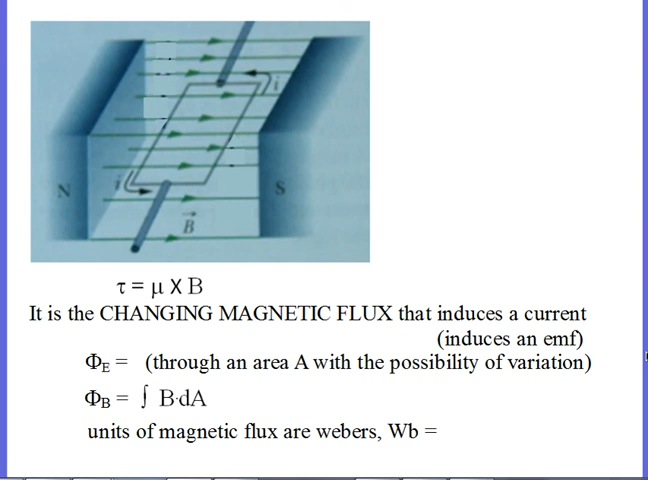 i
N
i
S
B
τ = μ X B
It is the CHANGING MAGNETIC FLUX that induces a current
(induces an emf)
ΦE = (through an area A with the possibility of variation)
ΦB = ∫ B·dA
units of magnetic flux are webers, Wb =